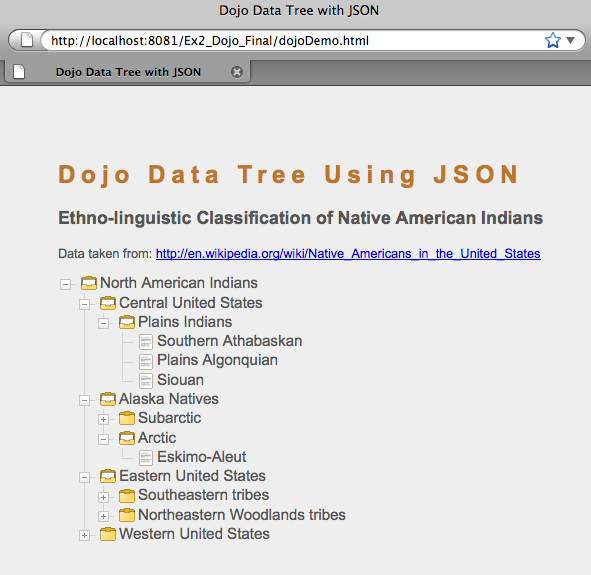 Dojo Data Tree with JSON
http://localhost:8081/Ex2_Dojo_Final/dojoDemo.html
Dojo Data Tree with JSON
Dojo Data Tree Using JSON
Ethno-linguistic Classification of Native American Indians
Data taken from: http://en.wikipedia.org/wiki/Native_Americans_in_the_United_States
North American Indians
Central United States
Plains Indians
Southern Athabaskan
Plains Algonquian
Siouan
Alaska Natives
Subarctic
Arctic
Eskimo-Aleut
Eastern United States
Southeastern tribes
Northeastern Woodlands tribes
Western United States